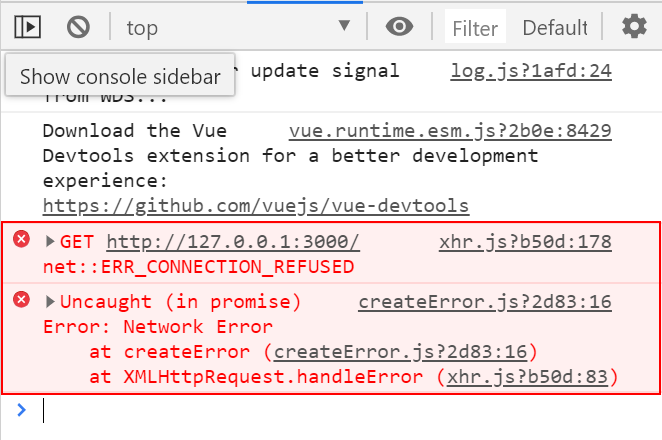 top
Filter
Default
Show console sidebar
r update signal log.js?1afd:24
from WDS...
Download the Vue vue.runtime.esm.js?2b0e:8429
Devtools extension for a better development
experience:
https://github.com/vuejs/vue-devtools
GET http://127.0.0.1:3000/ xhr.js?b50d:178
net::ERR_CONNECTION_REFUSED
Uncaught (in promise) createError.js?2d83:16
Error: Network Error
at createError (createError.js?2d83:16)
at XMLHttpRequest.handleError (xhr.js?b50d:83)